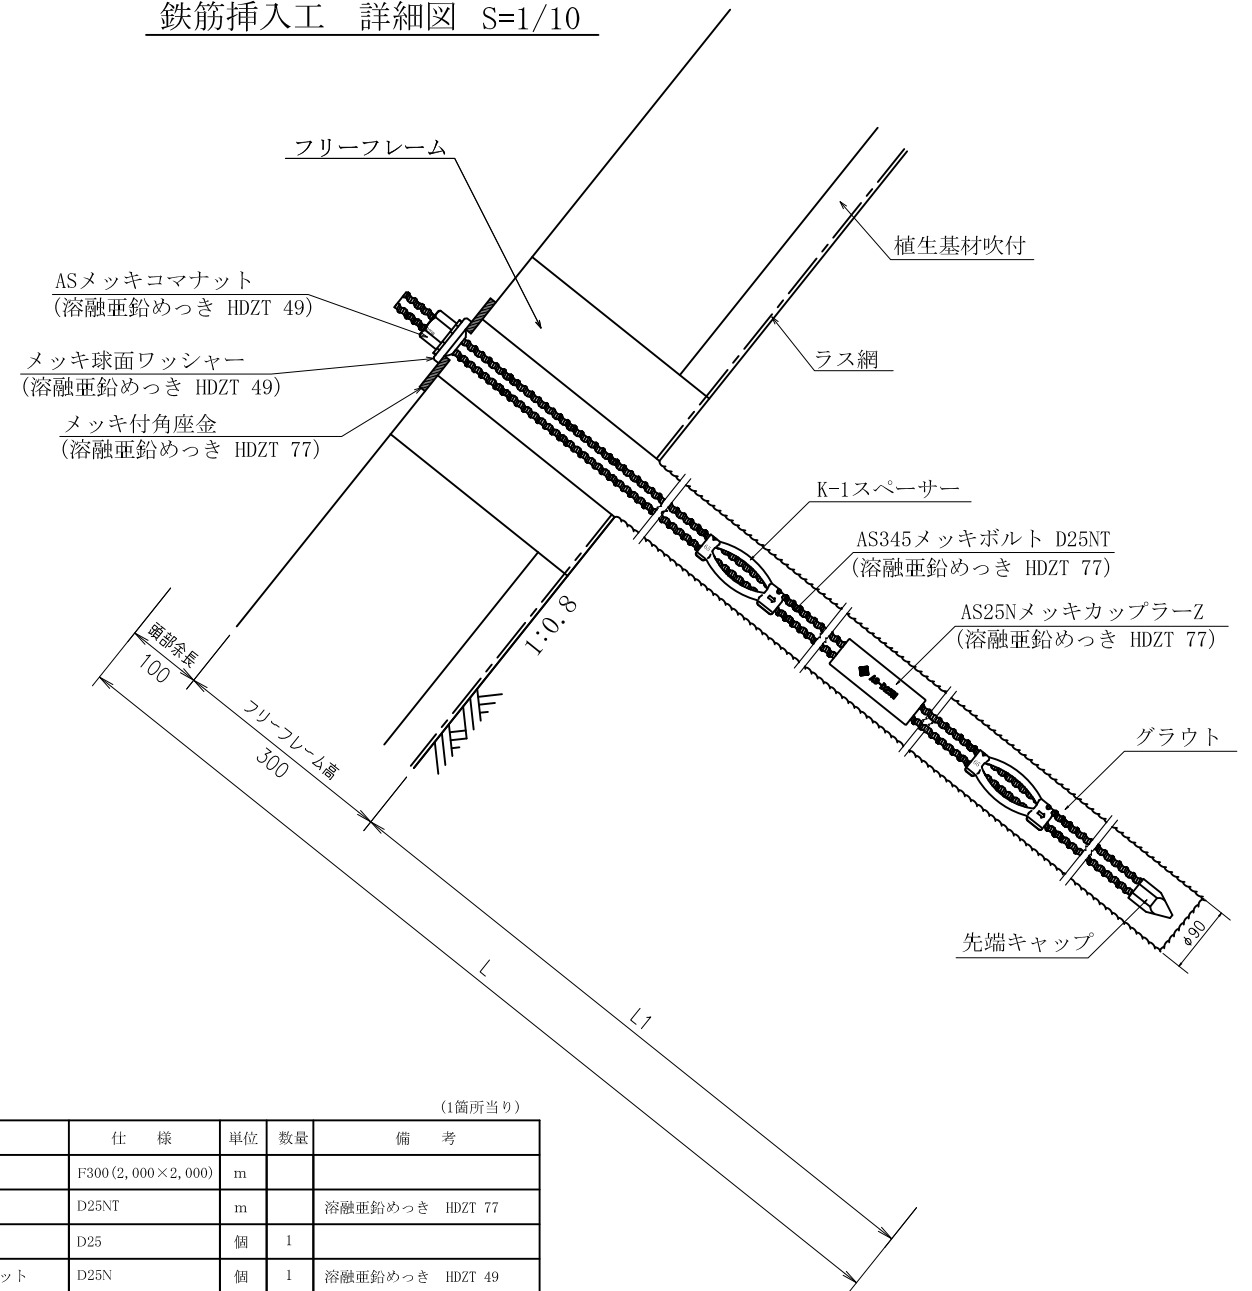 鉄筋挿入工　詳細図 S=1/10
フリーフレーム
植生基材吹付
ASメッキコマナット
(溶融亜鉛めっき HDZT 49)
ラス網
メッキ球面ワッシャー
(溶融亜鉛めっき HDZT 49)
メッキ付角座金
(溶融亜鉛めっき HDZT 77)
K-1スペーサー
AS345メッキボルト D25NT
(溶融亜鉛めっき HDZT 77)
AS25NメッキカップラーZ
(溶融亜鉛めっき HDZT 77)
1:0.8
頭部余長
100
フリーフレーム高
300
グラウト
先端キャップ
φ90
L
L1
(1箇所当り)
仕　様 単位 数量 備　考
F300(2,000×2,000) m
D25NT m 溶融亜鉛めっき HDZT 77
D25 個 1
ット D25N 個 1 溶融亜鉛めっき HDZT 49